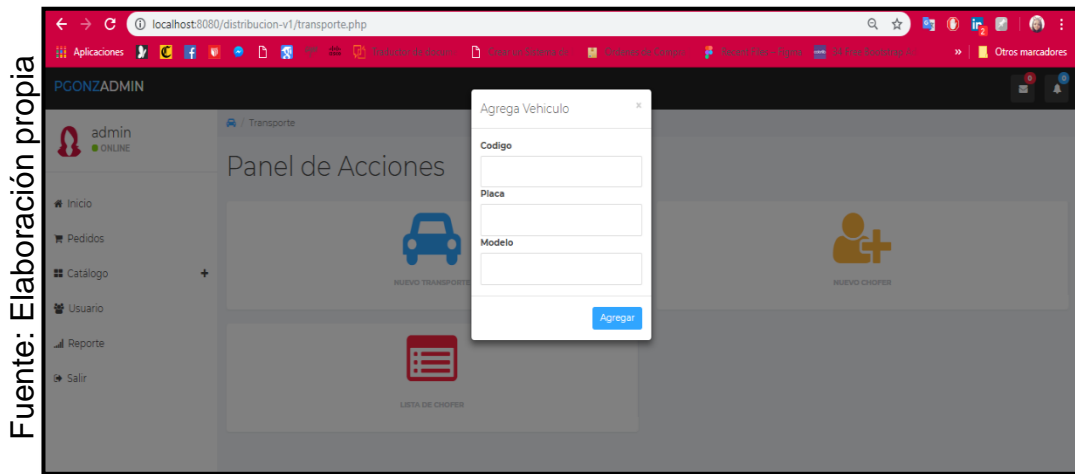 Fuente: Elaboración propia
localhost:8080/distribucion-v1/transporte.php
Aplicaciones
Otros marcadores
PGONZADMIN
0
0
admin
ONLINE
/ Transporte
Panel de Acciones
Inicio
Pedidos
Catálogo
Usuario
Reporte
Salir
NUEVO TRANSPORTE
NUEVO CHOFER
LISTA DE CHOFER
Agrega Vehiculo
x
Codigo
Placa
Modelo
Agregar